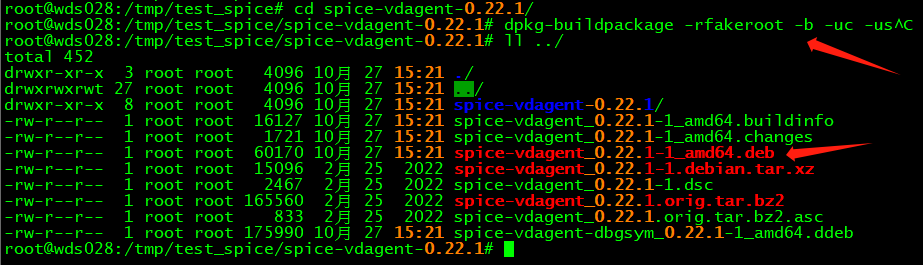 root@wds028:/tmp/test_spice# cd spice-vdagent-0.22.1/
root@wds028:/tmp/test_spice/spice-vdagent-0.22.1# dpkg-buildpackage -rfakeroot -b -uc -us^C
root@wds028:/tmp/test_spice/spice-vdagent-0.22.1# ll ../
total 452
drwxr-xr-x  3 root root   4096 10月 27 15:21 ./
drwxrwxrwt 27 root root   4096 10月 27 15:21 ../
drwxr-xr-x  8 root root   4096 10月 27 15:21 spice-vdagent-0.22.1/
-rw-r--r--  1 root root  16127 10月 27 15:21 spice-vdagent_0.22.1-1_amd64.buildinfo
-rw-r--r--  1 root root   1721 10月 27 15:21 spice-vdagent_0.22.1-1_amd64.changes
-rw-r--r--  1 root root  60170 10月 27 15:21 spice-vdagent_0.22.1-1_amd64.deb
-rw-r--r--  1 root root  15096  2月 25  2022 spice-vdagent_0.22.1-1.debian.tar.xz
-rw-r--r--  1 root root   2467  2月 25  2022 spice-vdagent_0.22.1-1.dsc
-rw-r--r--  1 root root 165560  2月 25  2022 spice-vdagent_0.22.1.orig.tar.bz2
-rw-r--r--  1 root root    833  2月 25  2022 spice-vdagent_0.22.1.orig.tar.bz2.asc
-rw-r--r--  1 root root 175990 10月 27 15:21 spice-vdagent-dbgsym_0.22.1-1_amd64.ddeb
root@wds028:/tmp/test_spice/spice-vdagent-0.22.1#